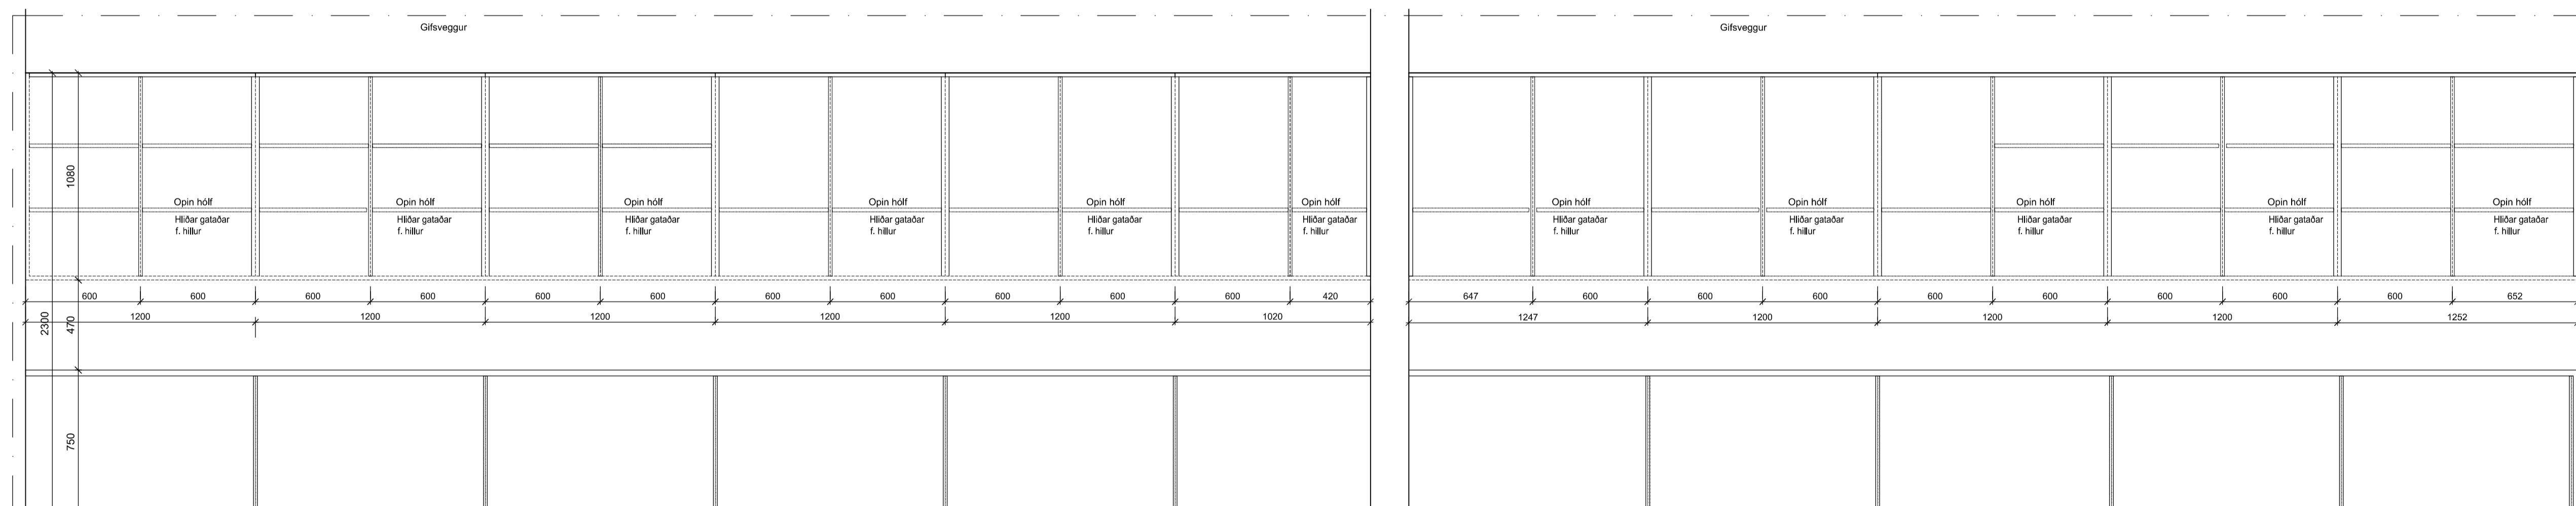 Gifsveggur
Gifsveggur
1080
Opin hólf
Hliðar gataðar
f. hillur
Opin hólf
Hliðar gataðar
f. hillur
Opin hólf
Hliðar gataðar
f. hillur
Opin hólf
Hliðar gataðar
f. hillur
Opin hólf
Hliðar gataðar
f. hillur
Opin hólf
Hliðar gataðar
f. hillur
Opin hólf
Hliðar gataðar
f. hillur
Opin hólf
Hliðar gataðar
f. hillur
Opin hólf
Hliðar gataðar
f. hillur
Opin hólf
Hliðar gataðar
f. hillur
Opin hólf
Hliðar gataðar
f. hillur
600 600 600 600 600 600 600 600 600 600 600 420
647 600 600 600 600 600 600 600 600 652
2300
470
1200 1200 1200 1200 1200 1020
1247 1200 1200 1200 1252
750